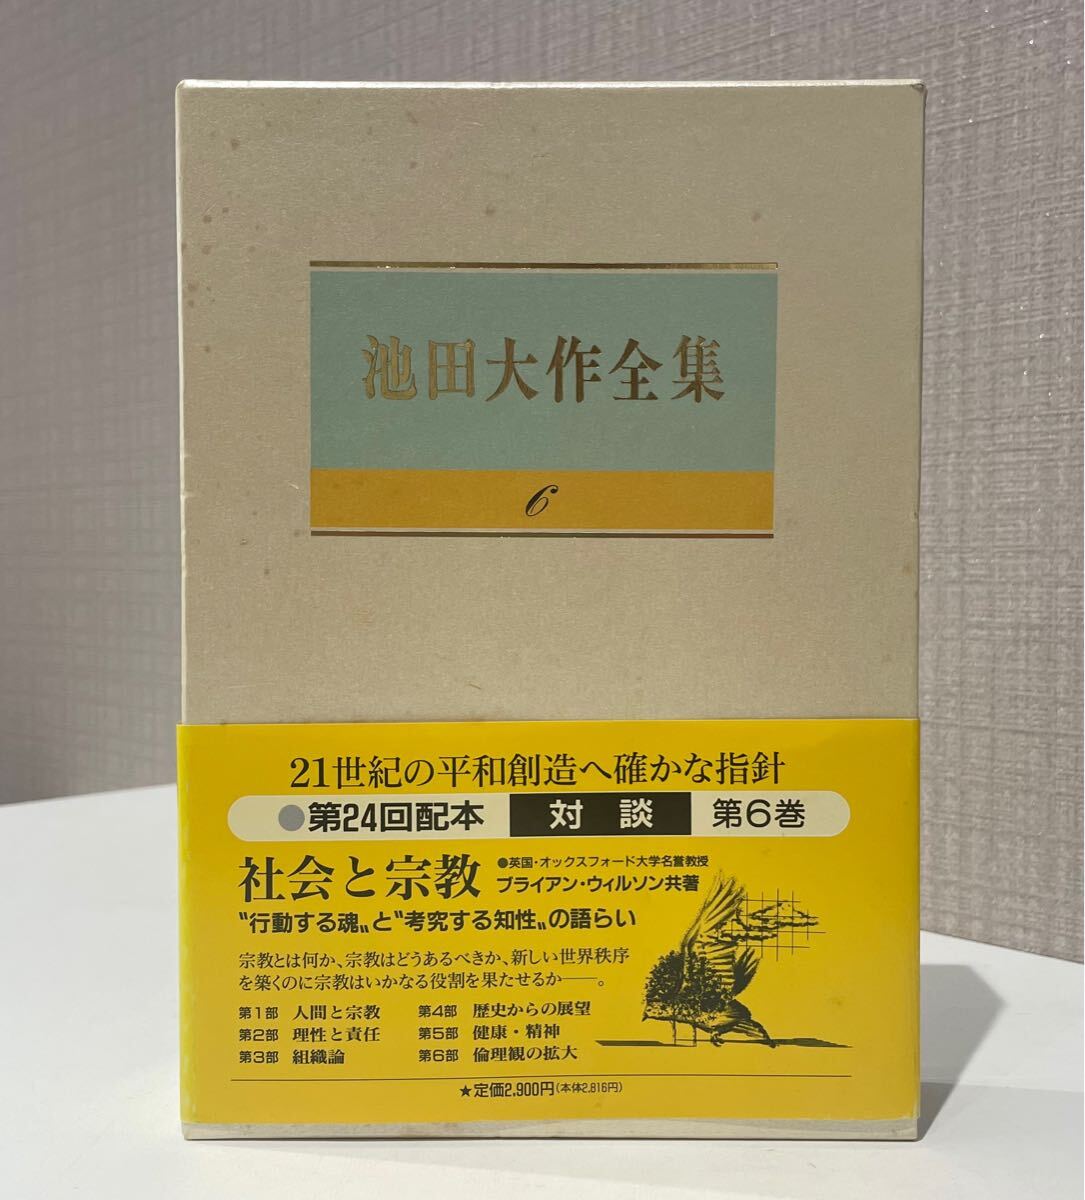 池田大作全集
6
21世紀の平和創造へ確かな指針
●第24回配本 対談 第6巻
社会と宗教
●英国・オックスフォード大学名誉教授
ブライアン・ウィルソン共著
〝行動する魂〟と〝考究する知性〟の語らい
宗教とは何か、宗教はどうあるべきか、新しい世界秩序
を築くのに宗教はいかなる役割を果たせるか――。
第1部 人間と宗教 第4部 歴史からの展望
第2部 理性と責任 第5部 健康・精神
第3部 組織論 第6部 倫理観の拡大
★定価2,900円(本体2,816円)